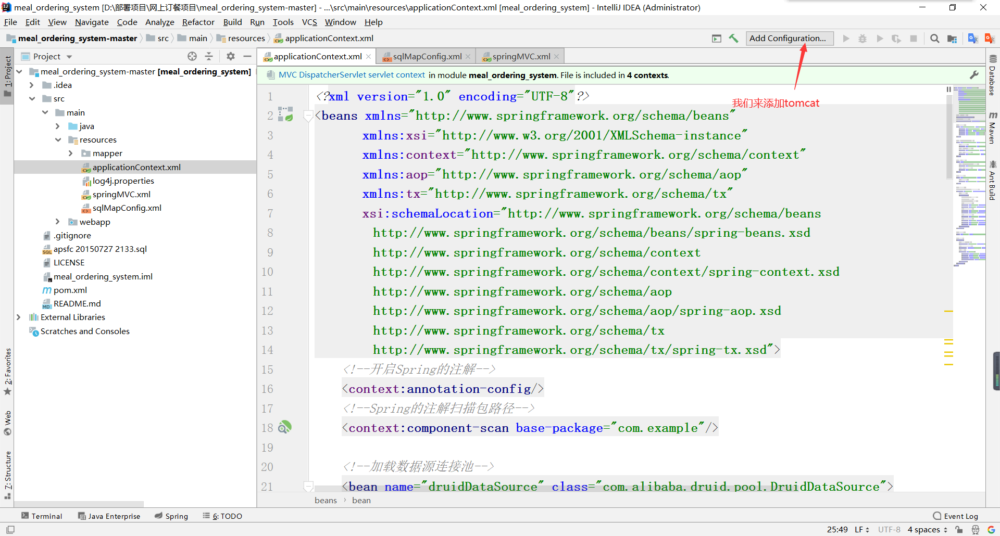 meal_ordering_system [D:\部署项目\网上订餐项目\meal_ordering_system-master] - ...\src\main\resources\applicationContext.xml [meal_ordering_system] - IntelliJ IDEA (Administrator)
File Edit View Navigate Code Analyze Refactor Build Run Tools VCS Window Help
meal_ordering_system-master src main resources applicationContext.xml Add Configuration...
Project
applicationContext.xml sqlMapConfig.xml springMVC.xml
MVC DispatcherServlet servlet context in module meal_ordering_system. File is included in 4 contexts.
1: Project
2: Favorites
Web
7: Structure
meal_ordering_system-master [meal_ordering_system]
.idea
src
main
java
resources
mapper
applicationContext.xml
log4j.properties
springMVC.xml
sqlMapConfig.xml
webapp
.gitignore
apsfc 20150727 2133.sql
LICENSE
meal_ordering_system.iml
pom.xml
README.md
External Libraries
Scratches and Consoles
我们来添加tomcat
1 <?xml version="1.0" encoding="UTF-8"?>
2 <beans xmlns="http://www.springframework.org/schema/beans"
3 xmlns:xsi="http://www.w3.org/2001/XMLSchema-instance"
4 xmlns:context="http://www.springframework.org/schema/context"
5 xmlns:aop="http://www.springframework.org/schema/aop"
6 xmlns:tx="http://www.springframework.org/schema/tx"
7 xsi:schemaLocation="http://www.springframework.org/schema/beans
8 http://www.springframework.org/schema/beans/spring-beans.xsd
9 http://www.springframework.org/schema/context
10 http://www.springframework.org/schema/context/spring-context.xsd
11 http://www.springframework.org/schema/aop
12 http://www.springframework.org/schema/aop/spring-aop.xsd
13 http://www.springframework.org/schema/tx
14 http://www.springframework.org/schema/tx/spring-tx.xsd">
15 <!--开启Spring的注解-->
16 <context:annotation-config/>
17 <!--Spring的注解扫描包路径-->
18 <context:component-scan base-package="com.example"/>
19
20 <!--加载数据源连接池-->
21 <bean name="druidDataSource" class="com.alibaba.druid.pool.DruidDataSource">
beans › bean
Database
Maven
Ant Build
Terminal Java Enterprise Spring 6: TODO Event Log
25:49 LF UTF-8 4 spaces